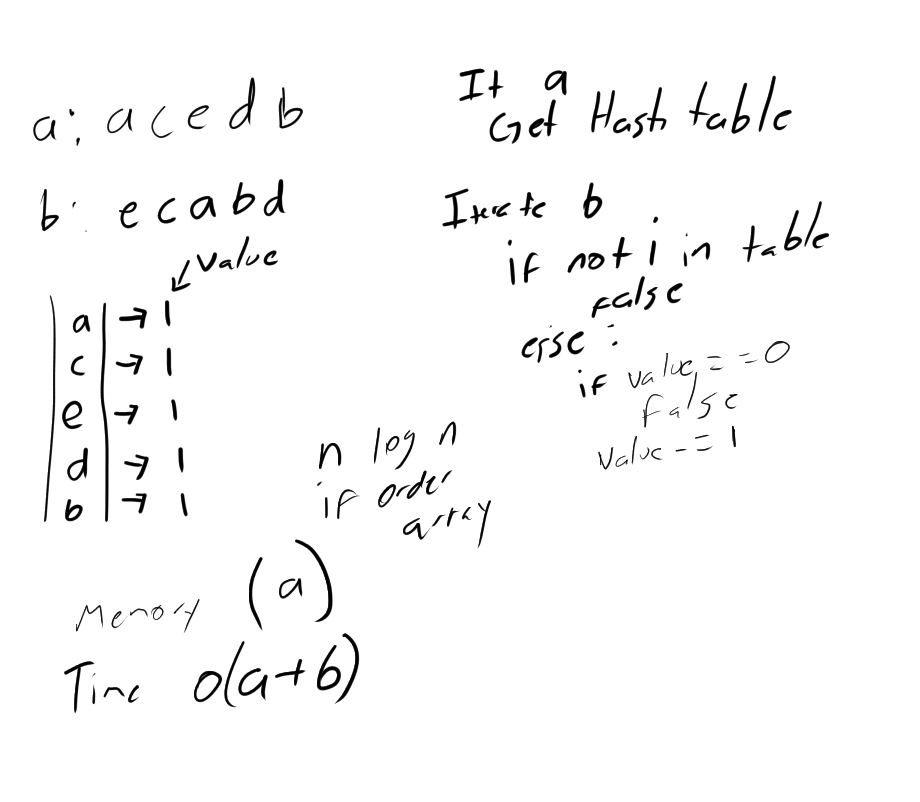 a: a c e d b
b: e c a b d
value
a → 1
c → 1
e → 1
d → 1
b → 1
n log n
if order
array
Memory (a)
Time O(a+b)
It a
Get Hash table
Iterate b
if not i in table
false
else :
if value == 0
False
value -= 1